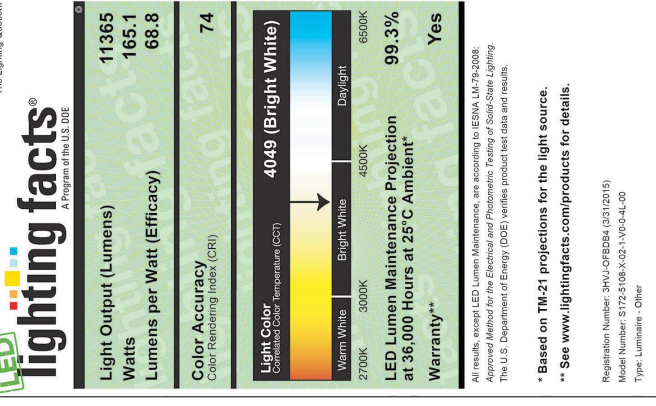 LED
lighting facts®
A Program of the U.S. DOE
Light Output (Lumens) 11365
Watts 165.1
Lumens per Watt (Efficacy) 68.8
Color Accuracy 74
Color Rendering Index (CRI)
Light Color
Correlated Color Temperature (CCT) 4049 (Bright White)
Warm White Bright White Daylight
2700K 3000K 4500K 6500K
LED Lumen Maintenance Projection
at 36,000 Hours at 25°C Ambient* 99.3%
Warranty** Yes
All results, except LED Lumen Maintenance, are according to IESNA LM-79-2008:
Approved Method for the Electrical and Photometric Testing of Solid-State Lighting.
The U.S. Department of Energy (DOE) verifies product test data and results.
* Based on TM-21 projections for the light source.
** See www.lightingfacts.com/products for details.
Registration Number: 3HVJ-OFBDB4 (3/31/2015)
Model Number: S172-5108-X-02-1-V0-0-4L-00
Type: Luminaire - Other